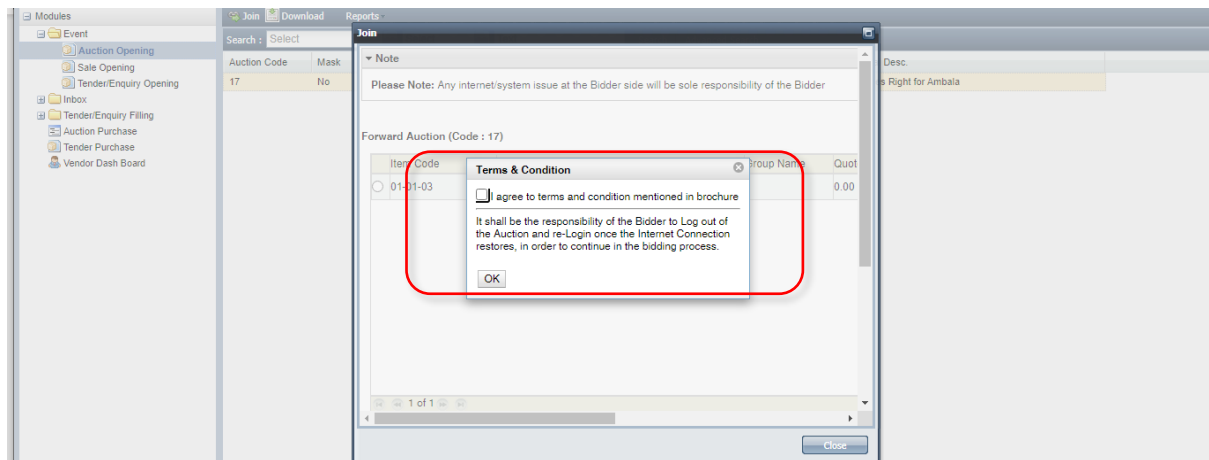 Modules
Event
Auction Opening
Sale Opening
Tender/Enquiry Opening
Inbox
Tender/Enquiry Filling
Auction Purchase
Tender Purchase
Vendor Dash Board
Join Download Reports
Search : Select
Auction Code Mask Desc.
17 No s Right for Ambala
Join
Note
Please Note: Any internet/system issue at the Bidder side will be sole responsibility of the Bidder
Forward Auction (Code : 17)
Item Code Group Name Quot
01-01-03 0.00
Terms & Condition
I agree to terms and condition mentioned in brochure
It shall be the responsibility of the Bidder to Log out of
the Auction and re-Login once the Internet Connection
restores, in order to continue in the bidding process.
OK
1 of 1
Close